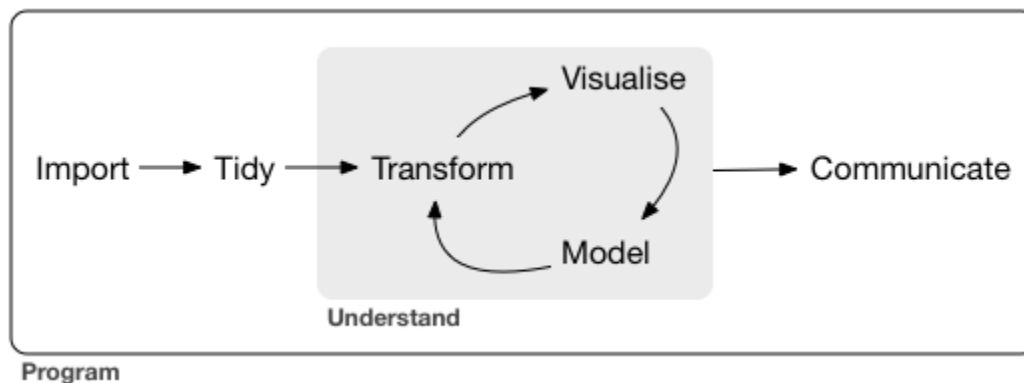 Visualise
Import Tidy Transform Communicate
Model
Understand
Program